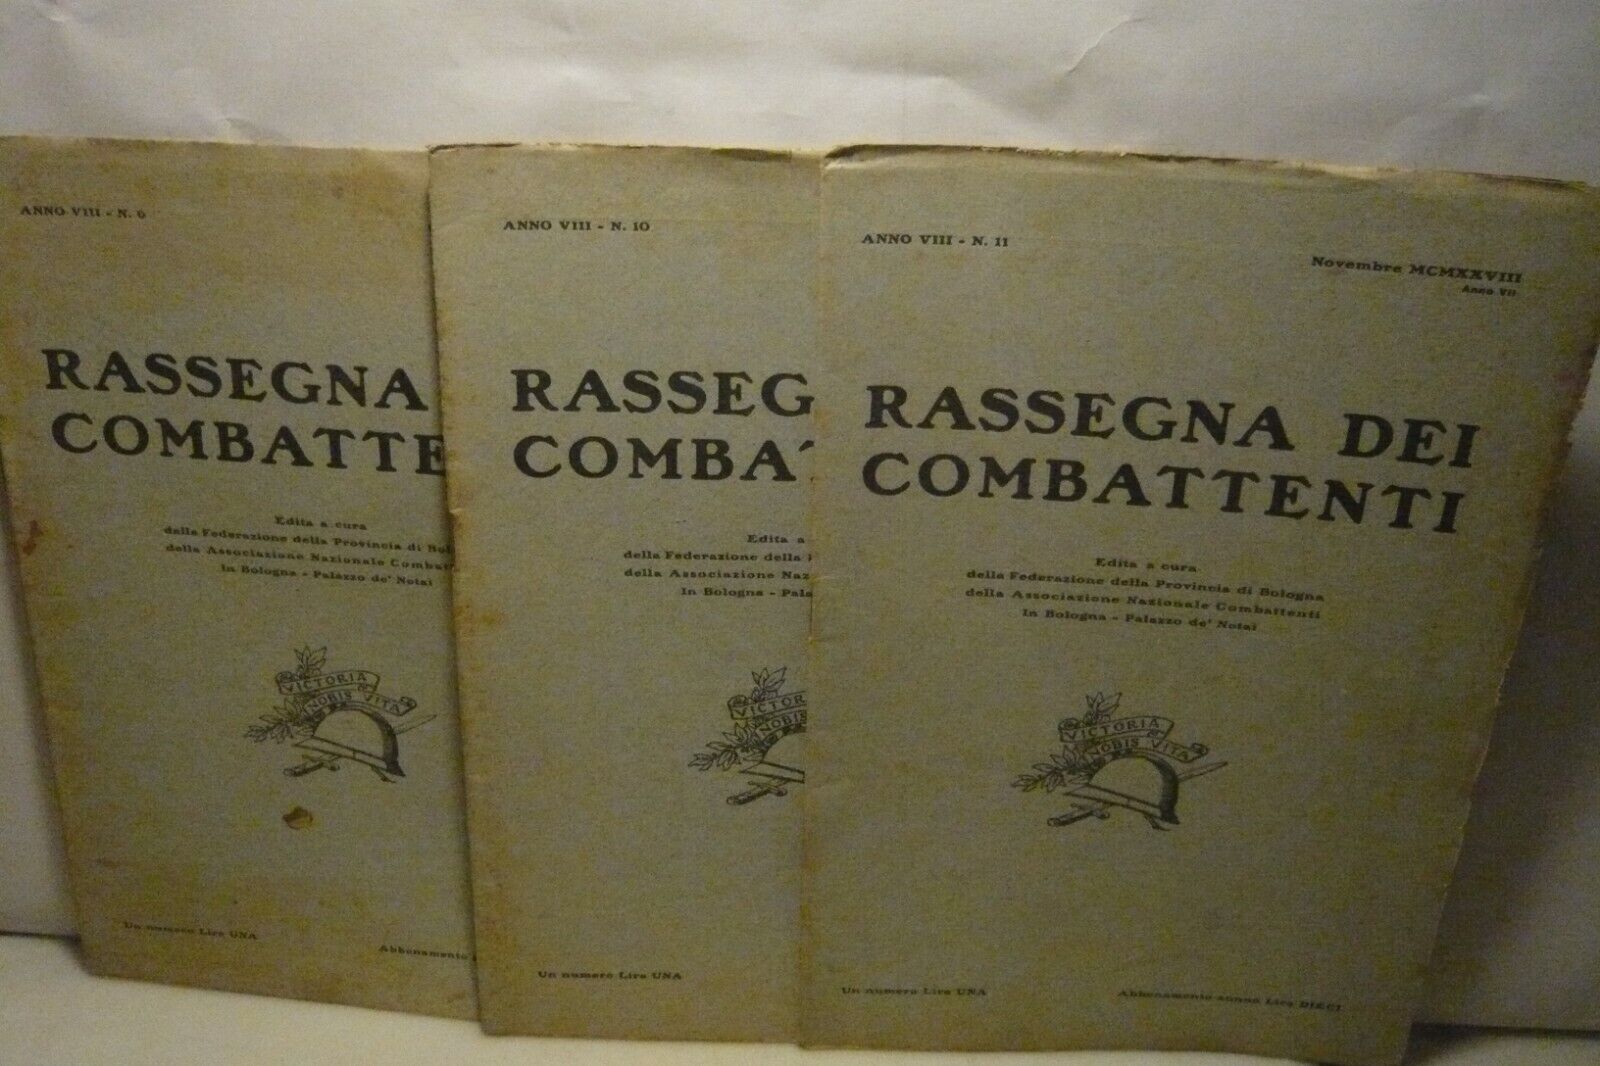 ANNO VIII - N. 6
RASSEGNA
COMBATTE
Edita a cura
della Federazione della Provincia di Bol
della Associazione Nazionale Combatt
In Bologna - Palazzo de' Notai
VICTORIA
NOBIS VITA
Un numero Lire UNA
Abbonamento
ANNO VIII - N. 10
RASSEG
COMBAT
Edita a
della Federazione della
della Associazione Naz
In Bologna - Pala
VICTOR
NOBIS
Un numero Lire UNA
ANNO VIII - N. 11
Novembre MCMXXVIII
Anno VII
RASSEGNA DEI
COMBATTENTI
Edita a cura
della Federazione della Provincia di Bologna
della Associazione Nazionale Combattenti
In Bologna - Palazzo de' Notai
VICTORIA
NOBIS VITA
Un numero Lire UNA
Abbonamento annuo Lire DIECI